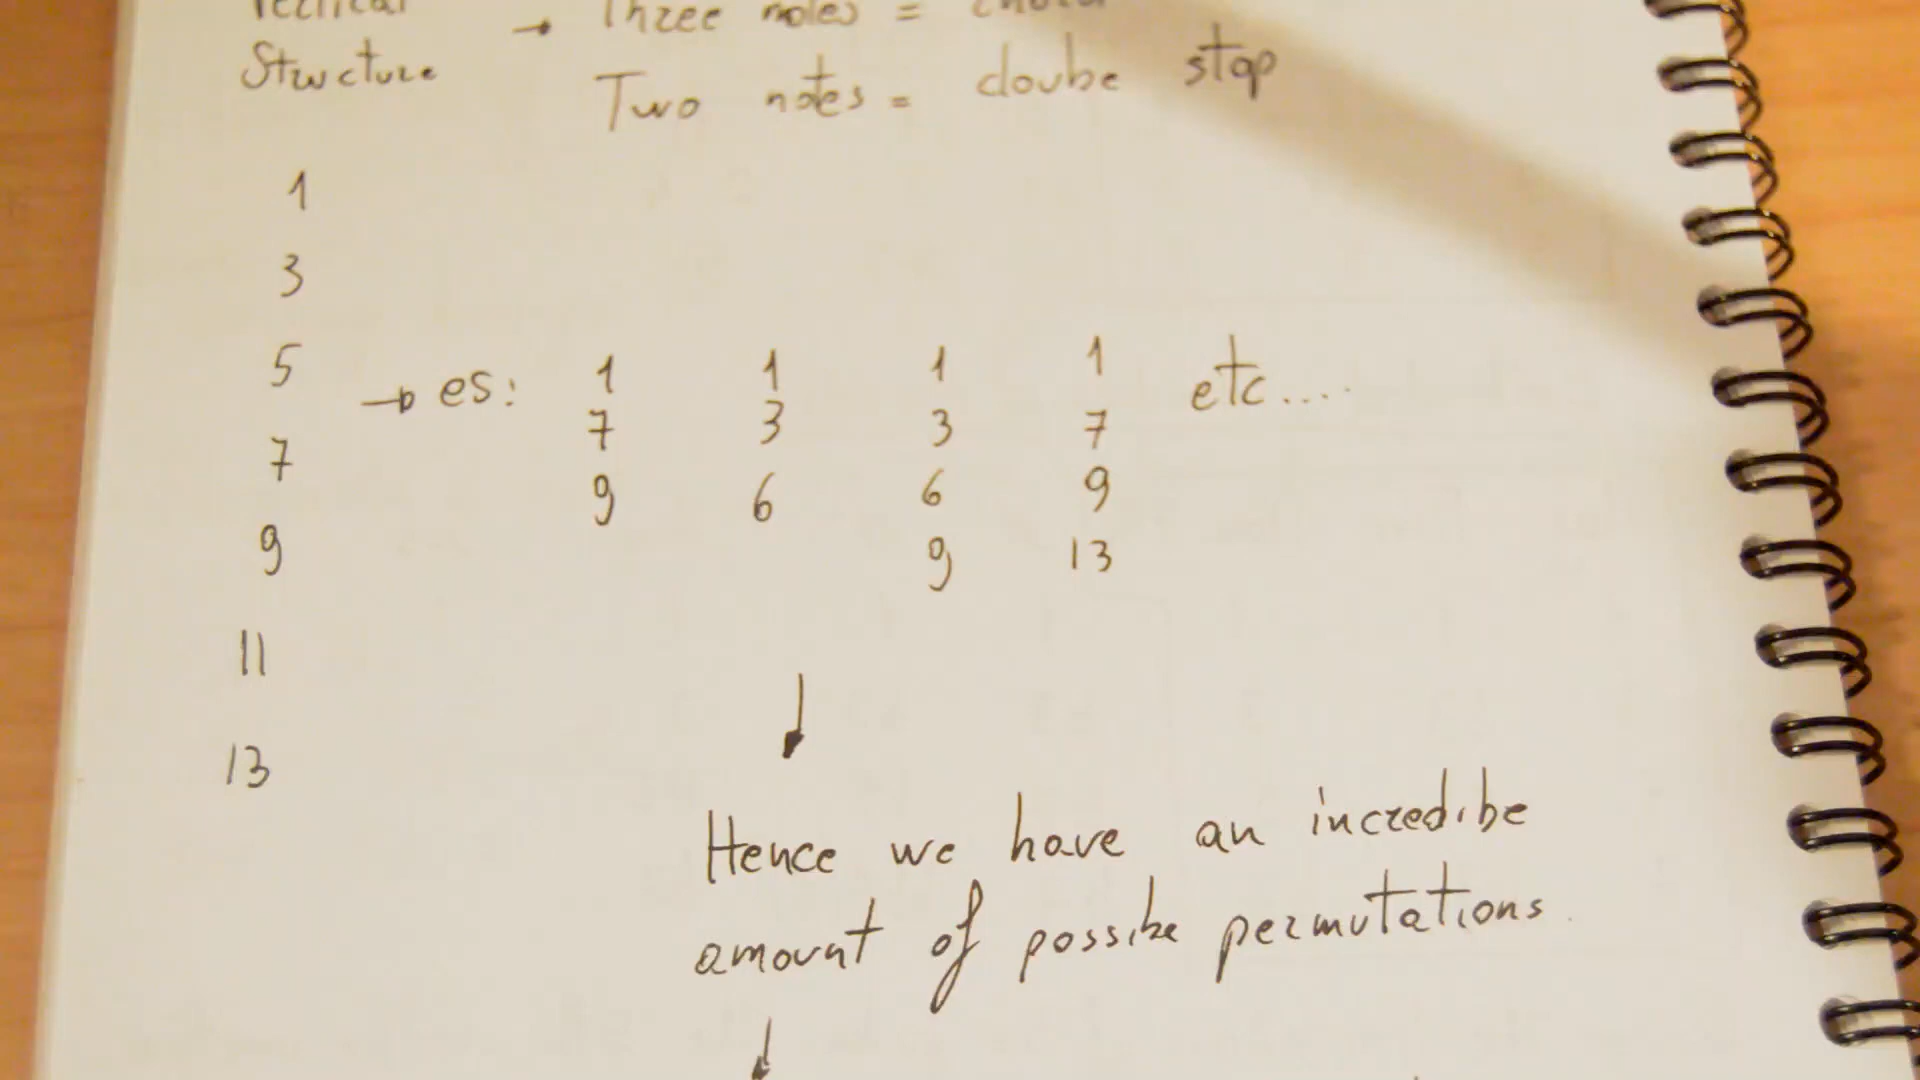 Vertical → Three notes = chord
Structure
Two notes = doube stop
1
3
5
7
9
11
13
→ es: 1 1 1 1 etc....
7 3 3 7
9 6 6 9
9 13
↓
Hence we have an incredibe
amount of possibe permutations.
↓